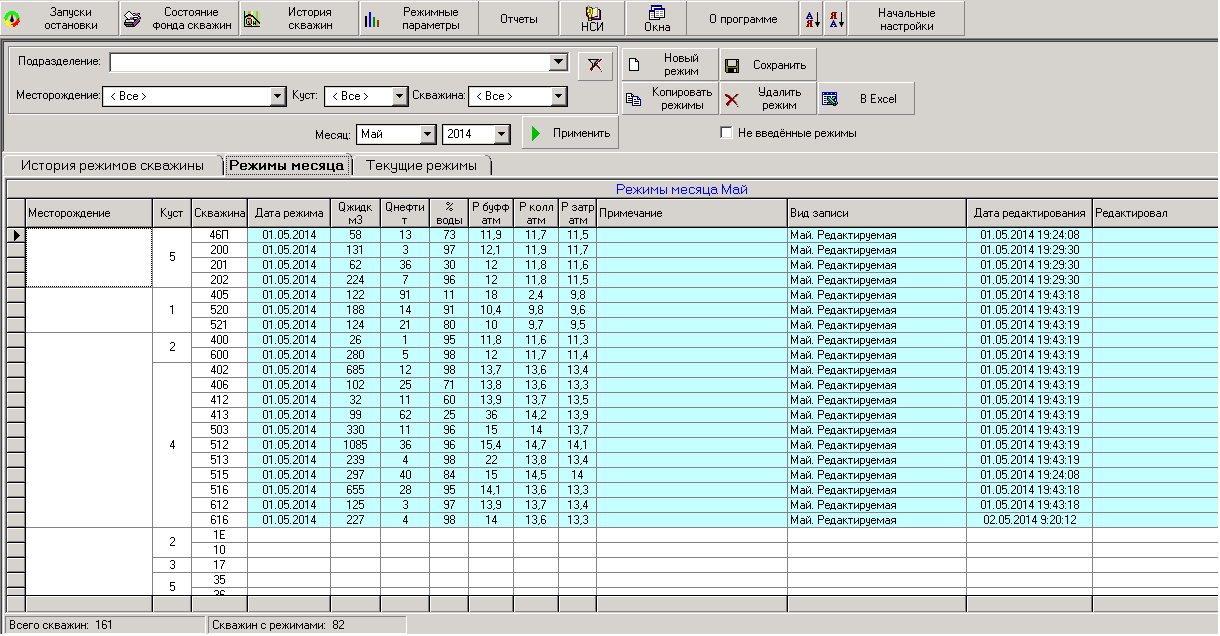 Запуски остановки
Состояние фонда скважин
История скважин
Режимные параметры
Отчеты
НСИ
Окна
О программе
А Я
Я А
Начальные настройки
Подразделение:
Новый режим
Сохранить
Месторождение: < Все > Куст: < Все > Скважина: < Все >
Копировать режимы
Удалить режим
В Excel
Месяц: Май 2014 Применить
Не введённые режимы
История режимов скважины Режимы месяца Текущие режимы
Режимы месяца Май
Месторождение Куст Скважина Дата режима Qжидк м3 Qнефти т % воды Р буфф атм Р колл атм Р затр атм Примечание Вид записи Дата редактирования Редактировал
5 46П 01.05.2014 58 13 73 11,9 11,7 11,5 Май. Редактируемая 01.05.2014 19:24:08
200 01.05.2014 131 3 97 12,1 11,9 11,7 Май. Редактируемая 01.05.2014 19:29:30
201 01.05.2014 62 36 30 12 11,8 11,6 Май. Редактируемая 01.05.2014 19:29:30
202 01.05.2014 224 7 96 12 11,8 11,5 Май. Редактируемая 01.05.2014 19:29:30
1 405 01.05.2014 122 91 11 18 2,4 9,8 Май. Редактируемая 01.05.2014 19:43:18
520 01.05.2014 188 14 91 10,4 9,8 9,6 Май. Редактируемая 01.05.2014 19:43:19
521 01.05.2014 124 21 80 10 9,7 9,5 Май. Редактируемая 01.05.2014 19:43:19
2 400 01.05.2014 26 1 95 11,8 11,6 11,3 Май. Редактируемая 01.05.2014 19:43:19
600 01.05.2014 280 5 98 12 11,7 11,4 Май. Редактируемая 01.05.2014 19:43:19
4 402 01.05.2014 685 12 98 13,7 13,6 13,4 Май. Редактируемая 01.05.2014 19:43:19
406 01.05.2014 102 25 71 13,8 13,6 13,3 Май. Редактируемая 01.05.2014 19:43:19
412 01.05.2014 32 11 60 13,9 13,7 13,5 Май. Редактируемая 01.05.2014 19:43:19
413 01.05.2014 99 62 25 36 14,2 13,9 Май. Редактируемая 01.05.2014 19:43:19
503 01.05.2014 330 11 96 15 14 13,7 Май. Редактируемая 01.05.2014 19:43:19
512 01.05.2014 1085 36 96 15,4 14,7 14,1 Май. Редактируемая 01.05.2014 19:43:19
513 01.05.2014 239 4 98 22 13,8 13,4 Май. Редактируемая 01.05.2014 19:43:19
515 01.05.2014 297 40 84 15 14,5 14 Май. Редактируемая 01.05.2014 19:24:08
516 01.05.2014 655 28 95 14,1 13,6 13,3 Май. Редактируемая 01.05.2014 19:43:18
612 01.05.2014 125 3 97 13,9 13,7 13,4 Май. Редактируемая 01.05.2014 19:43:18
616 01.05.2014 227 4 98 14 13,6 13,3 Май. Редактируемая 02.05.2014 9:20:12
2 1Е
10
3 17
5 35
Всего скважин: 161 Скважин с режимами: 82